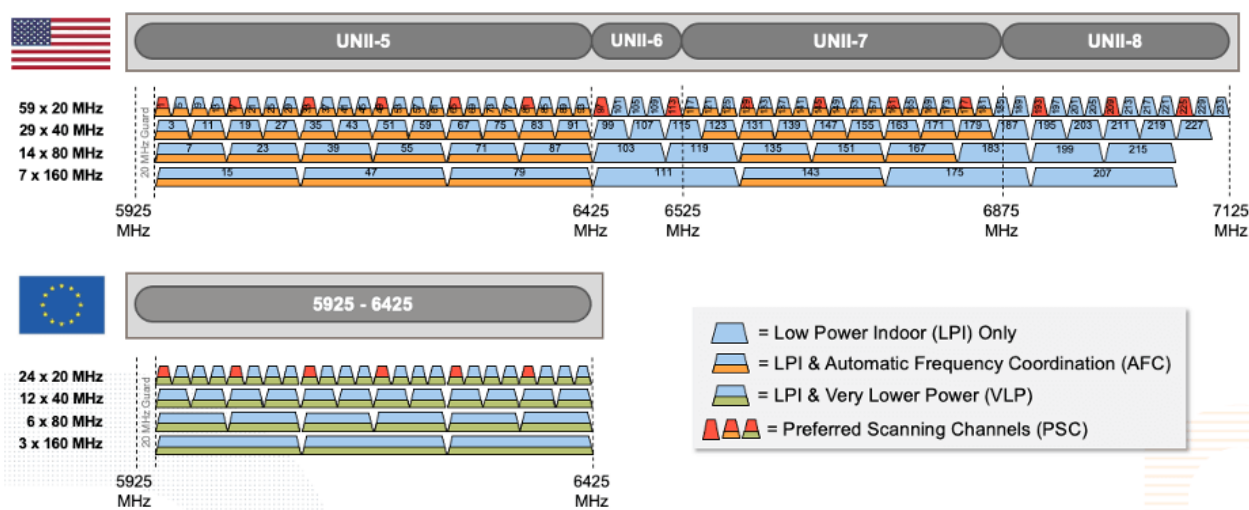 UNII-5 UNII-6 UNII-7 UNII-8
59 x 20 MHz
29 x 40 MHz 3 11 19 27 35 43 51 59 67 75 83 91 99 107 115 123 131 139 147 155 163 171 179 187 195 203 211 219 227
14 x 80 MHz 7 23 39 55 71 87 103 119 135 151 167 183 199 215
7 x 160 MHz 15 47 79 111 143 175 207
20 MHz Guard
5925 6425 6525 6875 7125
MHz MHz MHz MHz MHz
5925 - 6425
24 x 20 MHz
12 x 40 MHz
6 x 80 MHz
3 x 160 MHz
20 MHz Guard
5925 6425
MHz MHz
= Low Power Indoor (LPI) Only
= LPI & Automatic Frequency Coordination (AFC)
= LPI & Very Lower Power (VLP)
= Preferred Scanning Channels (PSC)